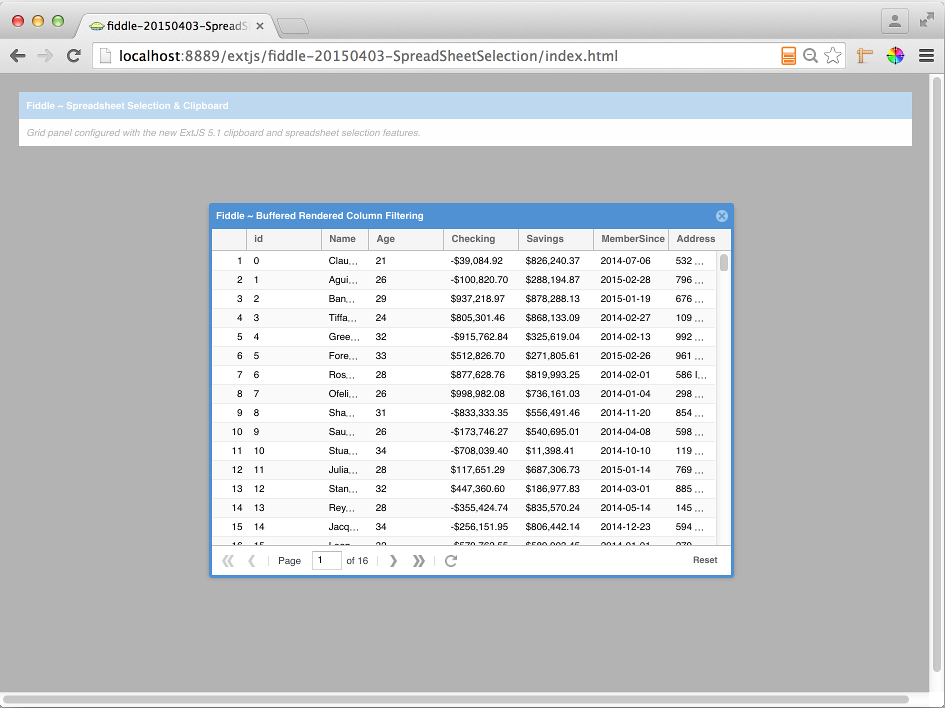 fiddle-20150403-SpreadS
localhost:8889/extjs/fiddle-20150403-SpreadSheetSelection/index.html
Fiddle ~ Spreadsheet Selection & Clipboard
Grid panel configured with the new ExtJS 5.1 clipboard and spreadsheet selection features.
Fiddle ~ Buffered Rendered Column Filtering
id Name Age Checking Savings MemberSince Address
1 0 Clau... 21 -$39,084.92 $826,240.37 2014-07-06 532 ...
2 1 Agui... 26 -$100,820.70 $288,194.87 2015-02-28 796 ...
3 2 Ban... 29 $937,218.97 $878,288.13 2015-01-19 676 ...
4 3 Tiffa... 24 $805,301.46 $868,133.09 2014-02-27 109 ...
5 4 Gree... 32 -$915,762.84 $325,619.04 2014-02-13 992 ...
6 5 Fore... 33 $512,826.70 $271,805.61 2015-02-26 961 ...
7 6 Ros... 28 $877,628.76 $819,993.25 2014-02-01 586 I...
8 7 Ofeli... 26 $998,982.08 $736,161.03 2014-01-04 298 ...
9 8 Sha... 31 -$833,333.35 $556,491.46 2014-11-20 854 ...
10 9 Sau... 26 -$173,746.27 $540,695.01 2014-04-08 598 ...
11 10 Stua... 34 -$708,039.40 $11,398.41 2014-10-10 119 ...
12 11 Julia... 28 $117,651.29 $687,306.73 2015-01-14 769 ...
13 12 Stan... 32 $447,360.60 $186,977.83 2014-03-01 885 ...
14 13 Rey... 28 -$355,424.74 $835,570.24 2014-05-14 145 ...
15 14 Jacq... 34 -$256,151.95 $806,442.14 2014-12-23 594 ...
16 15
Page 1 of 16 Reset